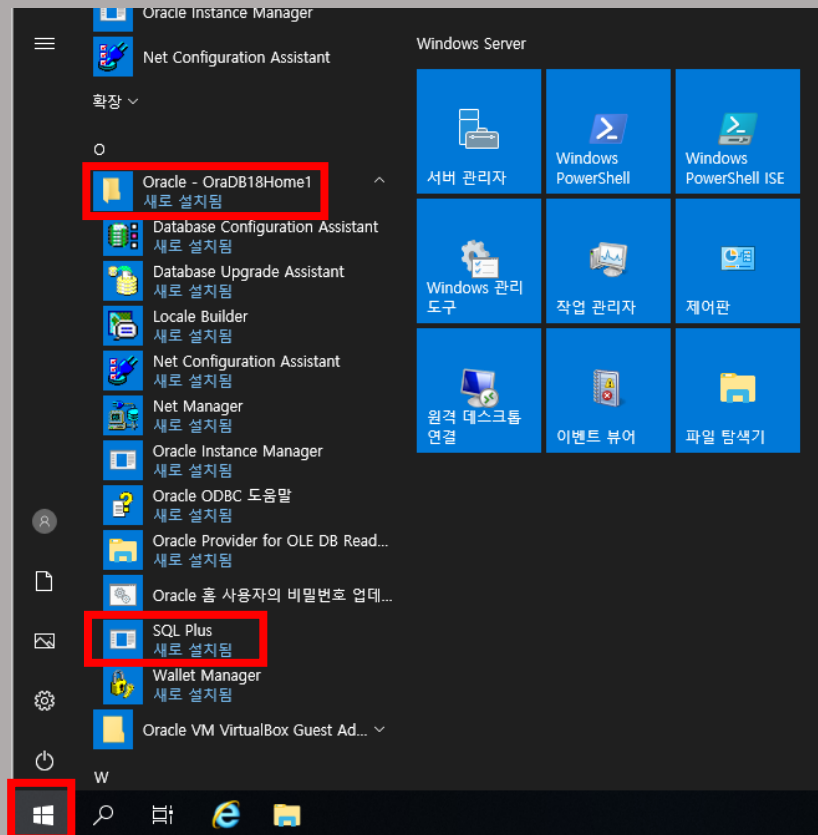 Oracle Instance Manager
Net Configuration Assistant
확장
O
Oracle - OraDB18Home1
새로 설치됨
Database Configuration Assistant
새로 설치됨
Database Upgrade Assistant
새로 설치됨
Locale Builder
새로 설치됨
Net Configuration Assistant
새로 설치됨
Net Manager
새로 설치됨
Oracle Instance Manager
새로 설치됨
Oracle ODBC 도움말
새로 설치됨
Oracle Provider for OLE DB Read...
새로 설치됨
Oracle 홈 사용자의 비밀번호 업데...
SQL Plus
새로 설치됨
Wallet Manager
새로 설치됨
Oracle VM VirtualBox Guest Ad...
W
Windows Server
서버 관리자
Windows
PowerShell
Windows
PowerShell ISE
Windows 관리
도구
작업 관리자
제어판
원격 데스크톱
연결
이벤트 뷰어
파일 탐색기